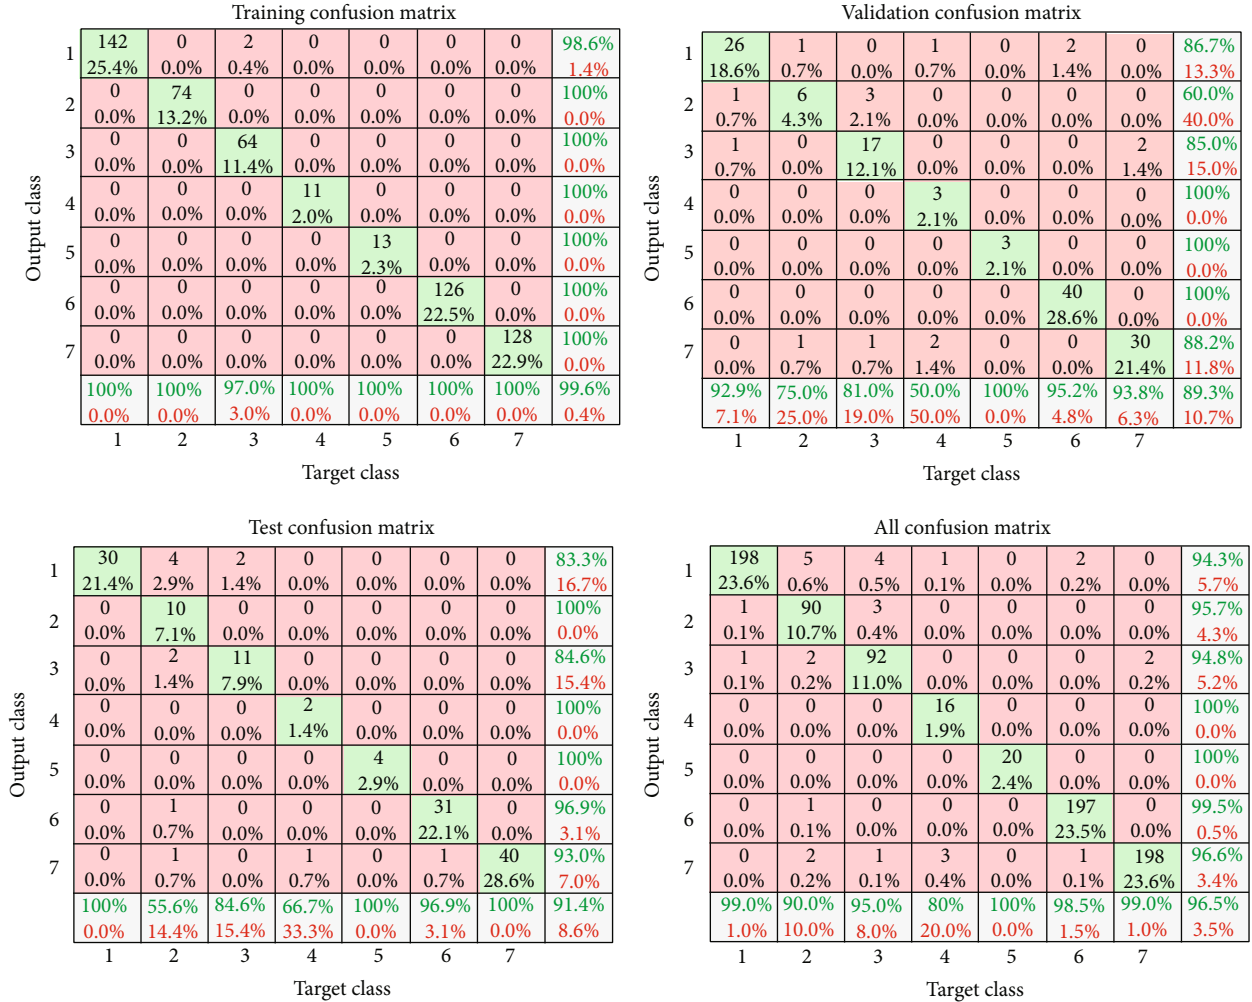 Training confusion matrix
1 142 0 2 0 0 0 0 98.6%
25.4% 0.0% 0.4% 0.0% 0.0% 0.0% 0.0% 1.4%
2 0 74 0 0 0 0 0 100%
0.0% 13.2% 0.0% 0.0% 0.0% 0.0% 0.0% 0.0%
3 0 0 64 0 0 0 0 100%
0.0% 0.0% 11.4% 0.0% 0.0% 0.0% 0.0% 0.0%
4 0 0 0 11 0 0 0 100%
0.0% 0.0% 0.0% 2.0% 0.0% 0.0% 0.0% 0.0%
5 0 0 0 0 13 0 0 100%
0.0% 0.0% 0.0% 0.0% 2.3% 0.0% 0.0% 0.0%
6 0 0 0 0 0 126 0 100%
0.0% 0.0% 0.0% 0.0% 0.0% 22.5% 0.0% 0.0%
7 0 0 0 0 0 0 128 100%
0.0% 0.0% 0.0% 0.0% 0.0% 0.0% 22.9% 0.0%
100% 100% 97.0% 100% 100% 100% 100% 99.6%
0.0% 0.0% 3.0% 0.0% 0.0% 0.0% 0.0% 0.4%
1 2 3 4 5 6 7
Target class
Output class
Validation confusion matrix
1 26 1 0 1 0 2 0 86.7%
18.6% 0.7% 0.0% 0.7% 0.0% 1.4% 0.0% 13.3%
2 1 6 3 0 0 0 0 60.0%
0.7% 4.3% 2.1% 0.0% 0.0% 0.0% 0.0% 40.0%
3 1 0 17 0 0 0 2 85.0%
0.7% 0.0% 12.1% 0.0% 0.0% 0.0% 1.4% 15.0%
4 0 0 0 3 0 0 0 100%
0.0% 0.0% 0.0% 2.1% 0.0% 0.0% 0.0% 0.0%
5 0 0 0 0 3 0 0 100%
0.0% 0.0% 0.0% 0.0% 2.1% 0.0% 0.0% 0.0%
6 0 0 0 0 0 40 0 100%
0.0% 0.0% 0.0% 0.0% 0.0% 28.6% 0.0% 0.0%
7 0 1 1 2 0 0 30 88.2%
0.0% 0.7% 0.7% 1.4% 0.0% 0.0% 21.4% 11.8%
92.9% 75.0% 81.0% 50.0% 100% 95.2% 93.8% 89.3%
7.1% 25.0% 19.0% 50.0% 0.0% 4.8% 6.3% 10.7%
1 2 3 4 5 6 7
Target class
Output class
Test confusion matrix
1 30 4 2 0 0 0 0 83.3%
21.4% 2.9% 1.4% 0.0% 0.0% 0.0% 0.0% 16.7%
2 0 10 0 0 0 0 0 100%
0.0% 7.1% 0.0% 0.0% 0.0% 0.0% 0.0% 0.0%
3 0 2 11 0 0 0 0 84.6%
0.0% 1.4% 7.9% 0.0% 0.0% 0.0% 0.0% 15.4%
4 0 0 0 2 0 0 0 100%
0.0% 0.0% 0.0% 1.4% 0.0% 0.0% 0.0% 0.0%
5 0 0 0 0 4 0 0 100%
0.0% 0.0% 0.0% 0.0% 2.9% 0.0% 0.0% 0.0%
6 0 1 0 0 0 31 0 96.9%
0.0% 0.7% 0.0% 0.0% 0.0% 22.1% 0.0% 3.1%
7 0 1 0 1 0 1 40 93.0%
0.0% 0.7% 0.0% 0.7% 0.0% 0.7% 28.6% 7.0%
100% 55.6% 84.6% 66.7% 100% 96.9% 100% 91.4%
0.0% 14.4% 15.4% 33.3% 0.0% 3.1% 0.0% 8.6%
1 2 3 4 5 6 7
Target class
Output class
All confusion matrix
1 198 5 4 1 0 2 0 94.3%
23.6% 0.6% 0.5% 0.1% 0.0% 0.2% 0.0% 5.7%
2 1 90 3 0 0 0 0 95.7%
0.1% 10.7% 0.4% 0.0% 0.0% 0.0% 0.0% 4.3%
3 1 2 92 0 0 0 2 94.8%
0.1% 0.2% 11.0% 0.0% 0.0% 0.0% 0.2% 5.2%
4 0 0 0 16 0 0 0 100%
0.0% 0.0% 0.0% 1.9% 0.0% 0.0% 0.0% 0.0%
5 0 0 0 0 20 0 0 100%
0.0% 0.0% 0.0% 0.0% 2.4% 0.0% 0.0% 0.0%
6 0 1 0 0 0 197 0 99.5%
0.0% 0.1% 0.0% 0.0% 0.0% 23.5% 0.0% 0.5%
7 0 2 1 3 0 1 198 96.6%
0.0% 0.2% 0.1% 0.4% 0.0% 0.1% 23.6% 3.4%
99.0% 90.0% 95.0% 80% 100% 98.5% 99.0% 96.5%
1.0% 10.0% 8.0% 20.0% 0.0% 1.5% 1.0% 3.5%
1 2 3 4 5 6 7
Target class
Output class